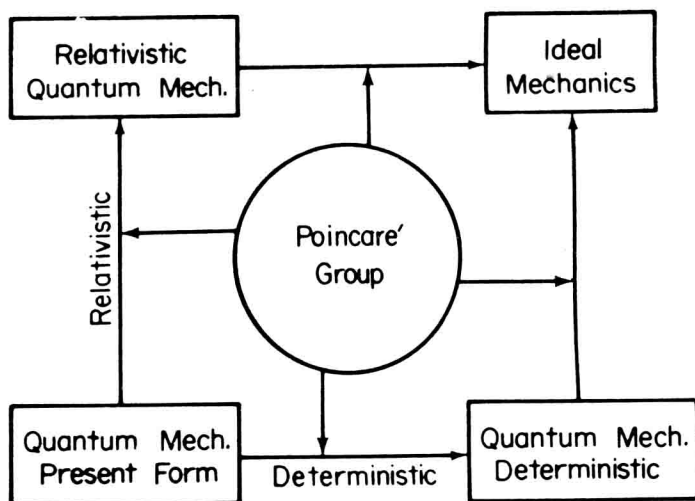 Relativistic
Quantum Mech.
Ideal
Mechanics
Relativistic
Poincare'
Group
Quantum Mech.
Present Form
Deterministic
Quantum Mech.
Deterministic